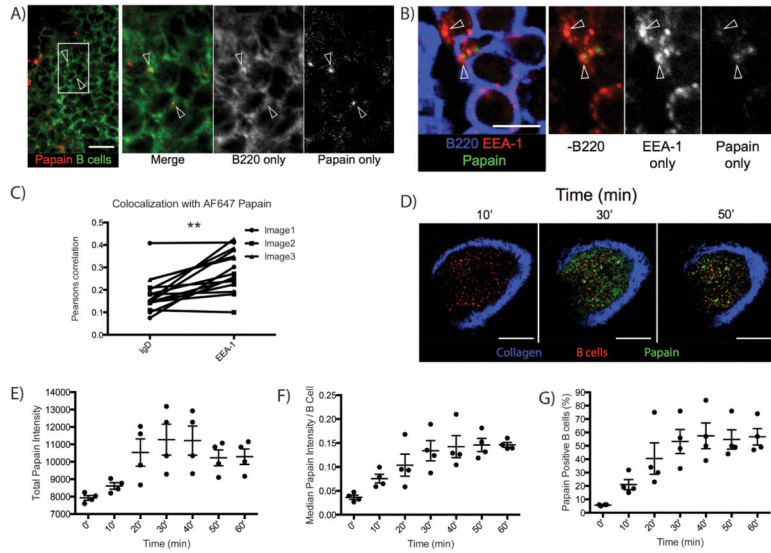 A)
Papain B cells
Merge
B220 only
Papain only
B)
B220 EEA-1
Papain
-B220
EEA-1
only
Papain
only
C)
Colocalization with AF647 Papain
Pearsons correlation
0.5
0.4
0.3
0.2
0.1
0.0
**
Image1
Image2
Image3
IgD
EEA-1
D)
Time (min)
10'
30'
50'
Collagen
B cells
Papain
E)
Total Papain Intensity
14000
13000
12000
11000
10000
9000
8000
7000
0'
10'
20'
30'
40'
50'
60'
Time (min)
F)
Median Papain Intensity / B Cell
0.25
0.20
0.15
0.10
0.05
0.00
0'
10'
20'
30'
40'
50'
60'
Time (min)
G)
Papain Positive B cells (%)
100
90
80
70
60
50
40
30
20
10
0
0'
10'
20'
30'
40'
50'
60'
Time (min)